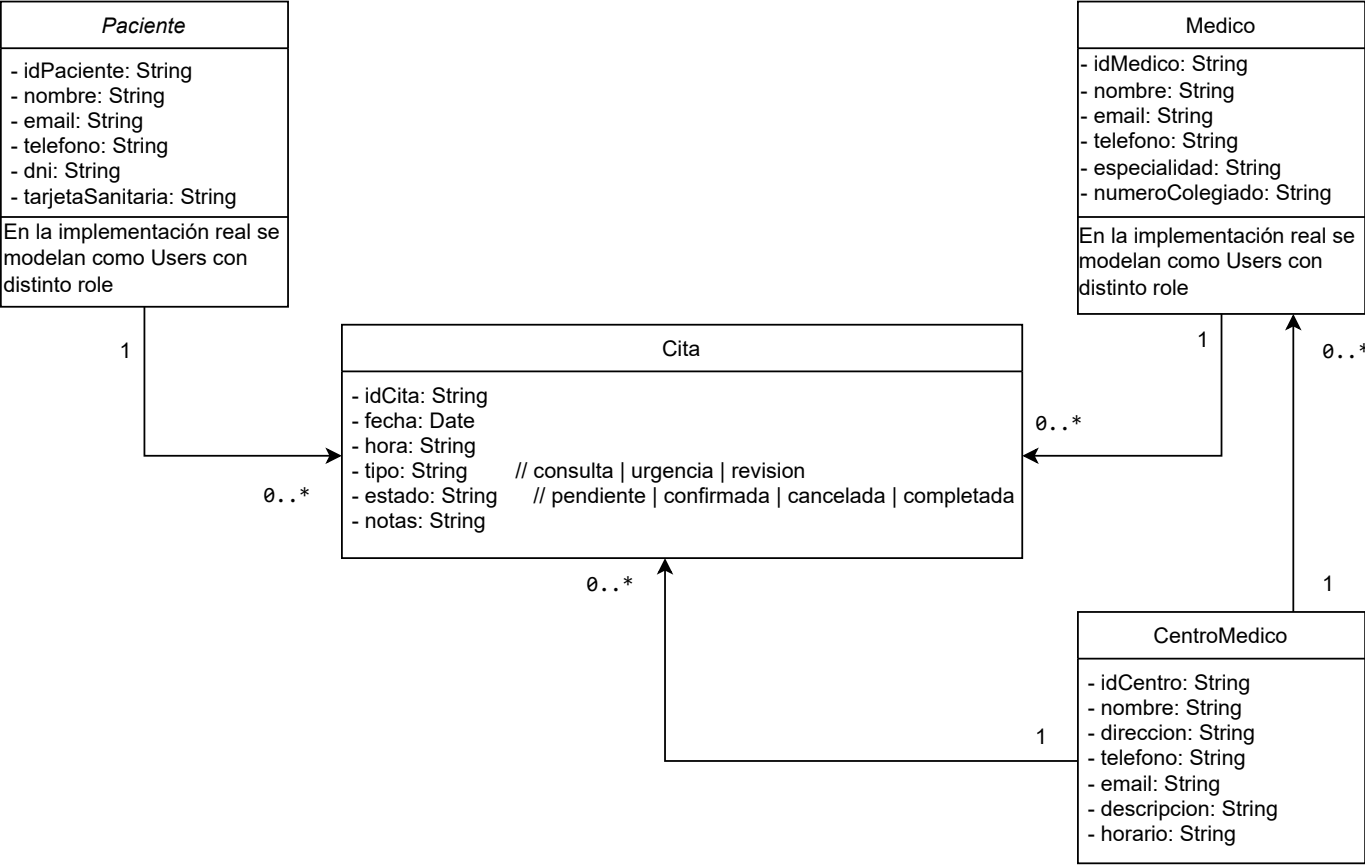 Paciente
- idPaciente: String
- nombre: String
- email: String
- telefono: String
- dni: String
- tarjetaSanitaria: String
En la implementación real se
modelan como Users con
distinto role
Medico
- idMedico: String
- nombre: String
- email: String
- telefono: String
- especialidad: String
- numeroColegiado: String
En la implementación real se
modelan como Users con
distinto role
1
0..*
1
0..*
0..*
1
Cita
- idCita: String
- fecha: Date
- hora: String
- tipo: String // consulta | urgencia | revision
- estado: String // pendiente | confirmada | cancelada | completada
- notas: String
0..*
1
CentroMedico
- idCentro: String
- nombre: String
- direccion: String
- telefono: String
- email: String
- descripcion: String
- horario: String